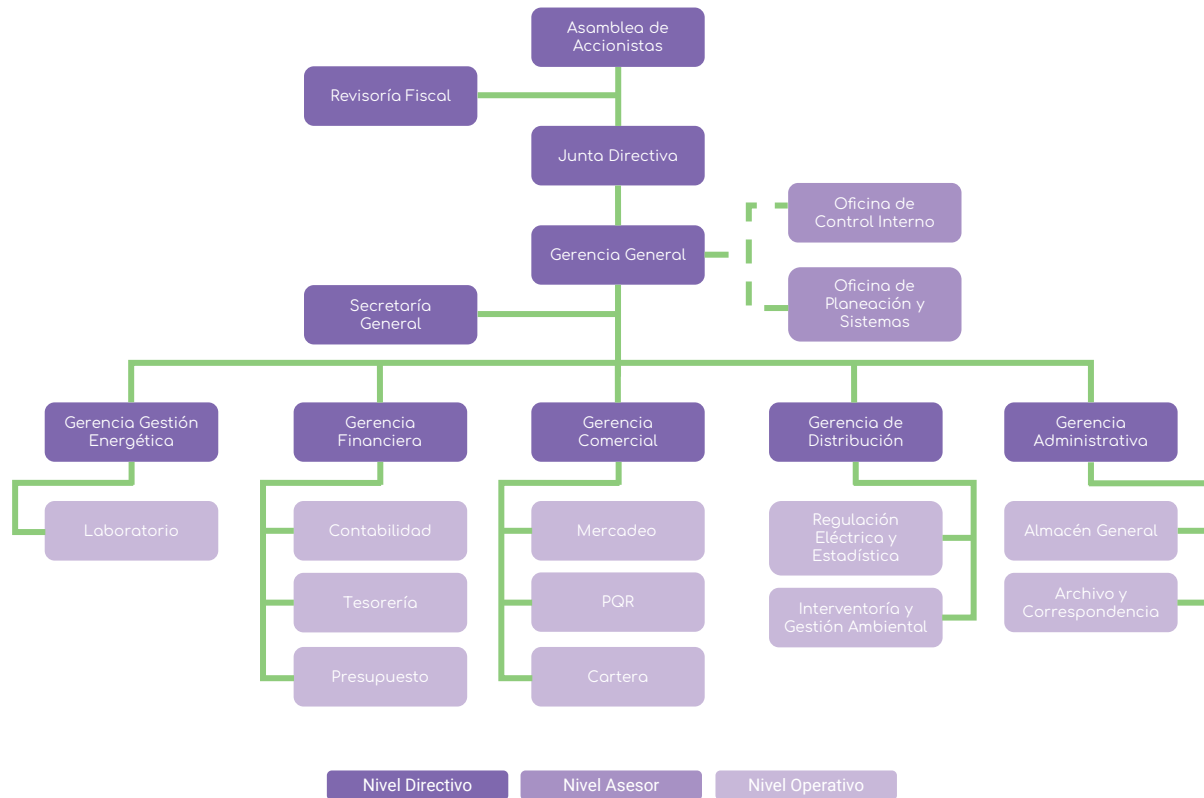 Asamblea de
Accionistas
Revisoría Fiscal
Junta Directiva
Oficina de
Control Interno
Gerencia General
Oficina de
Planeación y
Sistemas
Secretaría
General
Gerencia Gestión
Energética
Gerencia
Financiera
Gerencia
Comercial
Gerencia de
Distribución
Gerencia
Administrativa
Laboratorio
Contabilidad
Mercadeo
Regulación
Eléctrica y
Estadística
Almacén General
Tesorería
PQR
Interventoría y
Gestión Ambiental
Archivo y
Correspondencia
Presupuesto
Cartera
Nivel Directivo
Nivel Asesor
Nivel Operativo